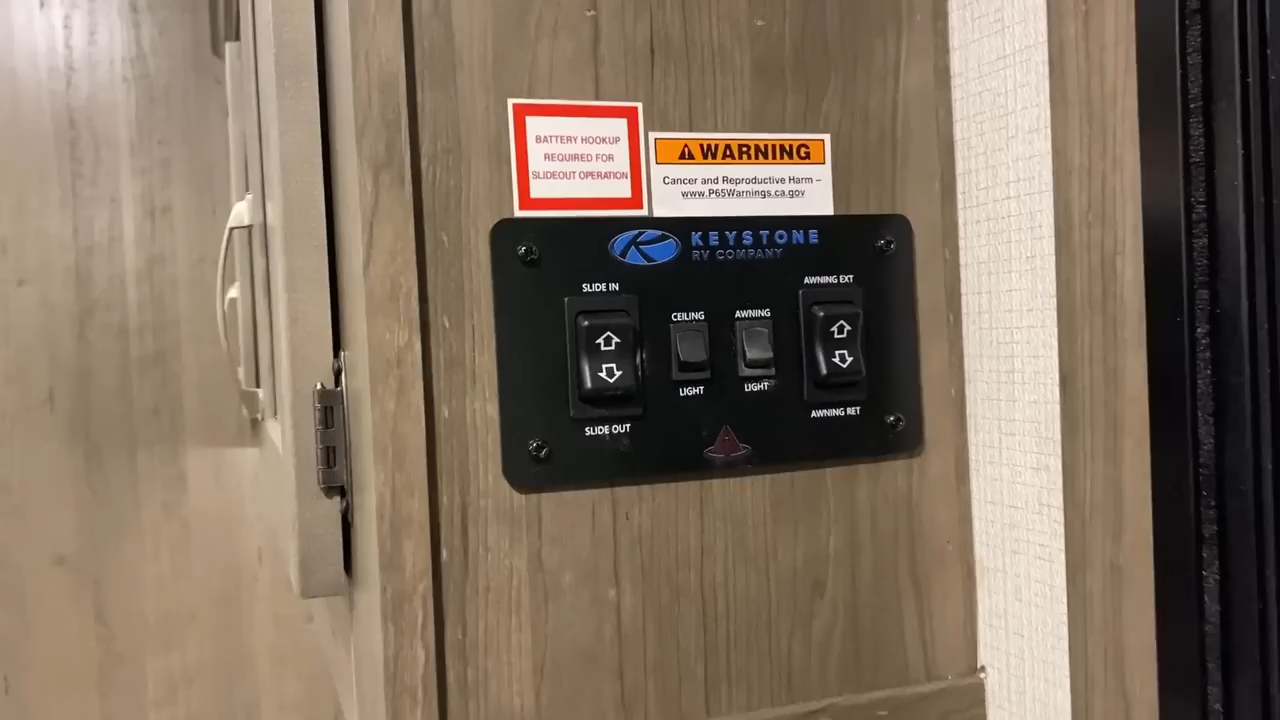 BATTERY HOOKUP
REQUIRED FOR
SLIDEOUT OPERATION
WARNING
Cancer and Reproductive Harm –
www.P65Warnings.ca.gov
KEYSTONE
RV COMPANY
SLIDE IN
SLIDE OUT
CEILING
LIGHT
AWNING
LIGHT
AWNING EXT
AWNING RET